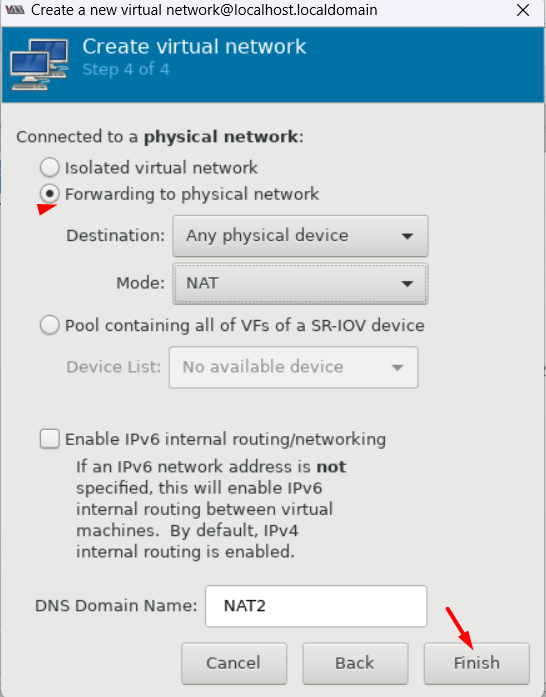 Create a new virtual network@localhost.localdomain
Create virtual network
Step 4 of 4
Connected to a physical network:
Isolated virtual network
Forwarding to physical network
Destination: Any physical device
Mode: NAT
Pool containing all of VFs of a SR-IOV device
Device List: No available device
Enable IPv6 internal routing/networking
If an IPv6 network address is not
specified, this will enable IPv6
internal routing between virtual
machines. By default, IPv4
internal routing is enabled.
DNS Domain Name: NAT2
Cancel Back Finish